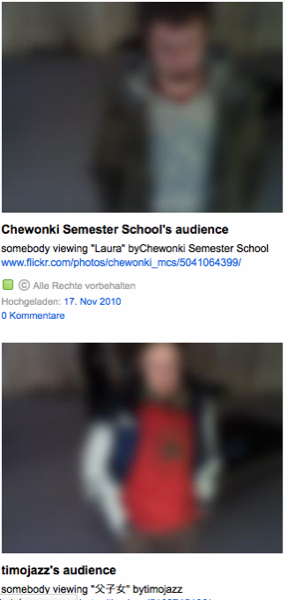 Chewonki Semester School's audience
somebody viewing "Laura" byChewonki Semester School
www.flickr.com/photos/chewonki_mcs/5041064399/
© Alle Rechte vorbehalten
Hochgeladen: 17. Nov 2010
0 Kommentare
timojazz's audience
somebody viewing "父子女" bytimojazz